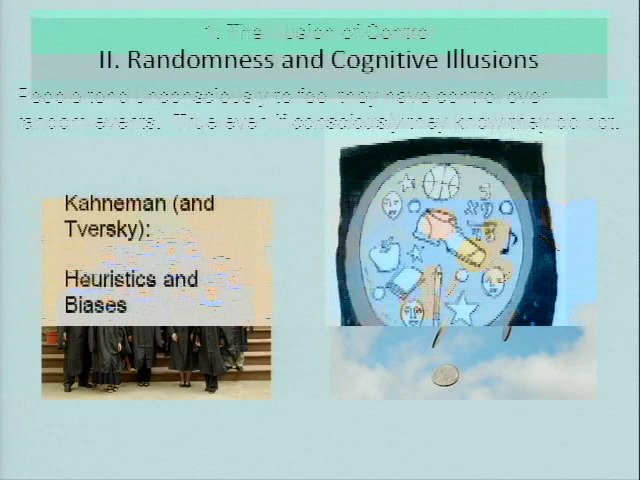 1. The Illusion of Control
II. Randomness and Cognitive Illusions
People tend unconsciously to feel they have control over
random events. True even if consciously they know they do not.
Kahneman (and
Tversky):
Heuristics and
Biases